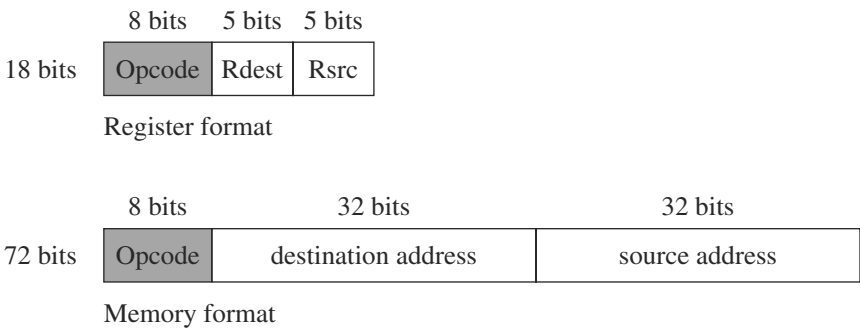 8 bits 5 bits 5 bits
18 bits Opcode Rdest Rsrc
Register format
8 bits 32 bits 32 bits
72 bits Opcode destination address source address
Memory format